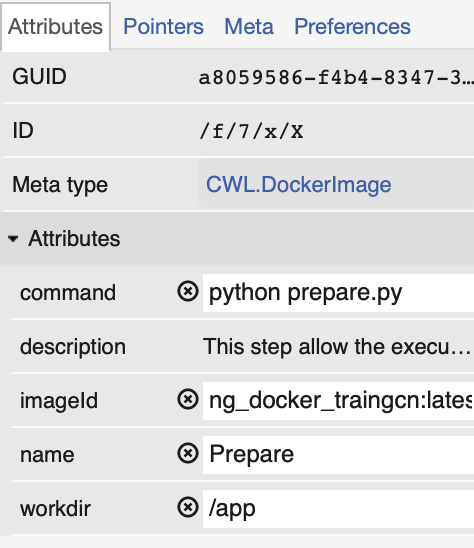 Attributes Pointers Meta Preferences
GUID a8059586-f4b4-8347-3...
ID /f/7/x/X
Meta type CWL.DockerImage
Attributes
command python prepare.py
description This step allow the execu...
imageId ng_docker_traingcn:lates
name Prepare
workdir /app